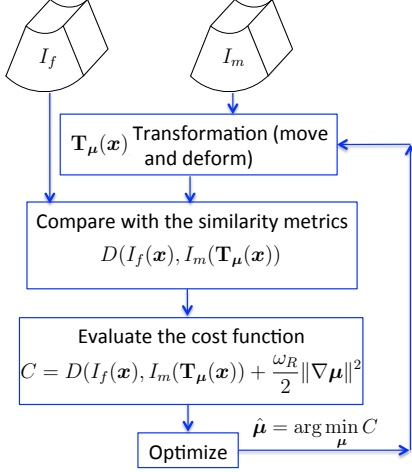 I_f
I_m
T_μ(x) Transformation (move
and deform)
Compare with the similarity metrics
D(I_f(x), I_m(T_μ(x))
Evaluate the cost function
C = D(I_f(x), I_m(T_μ(x)) + ω_R/2 ‖∇μ‖²
μ̂ = arg min_μ C
Optimize